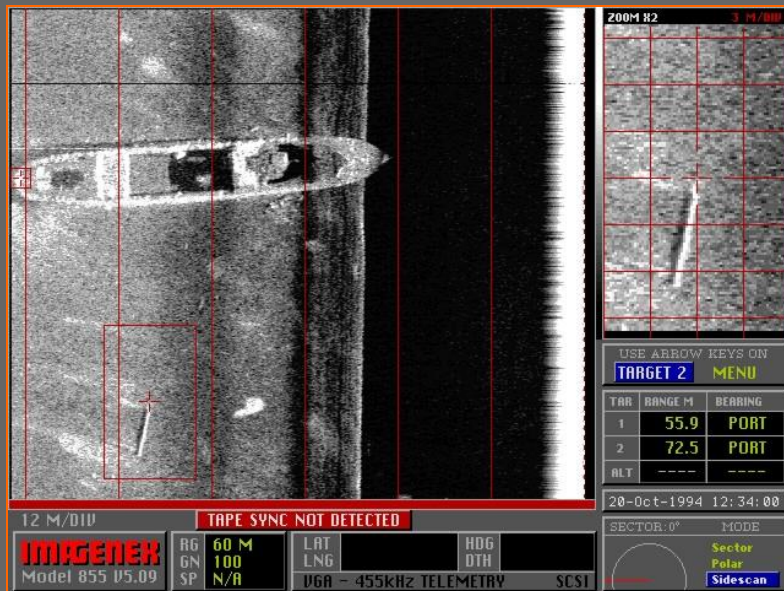 ZOOM X2 3 M/DIV
USE ARROW KEYS ON
TARGET 2 MENU
TAR RANGE M BEARING
1 55.9 PORT
2 72.5 PORT
ALT ---- ----
20-Oct-1994 12:34:00
12 M/DIV TAPE SYNC NOT DETECTED
SECTOR:0° MODE
Sector
Polar
Sidescan
IMAGENEX
Model 855 V5.09
RG 60 M
GN 100
SP N/A
LAT HDG
LNG DTH
VGA - 455kHz TELEMETRY SCSI